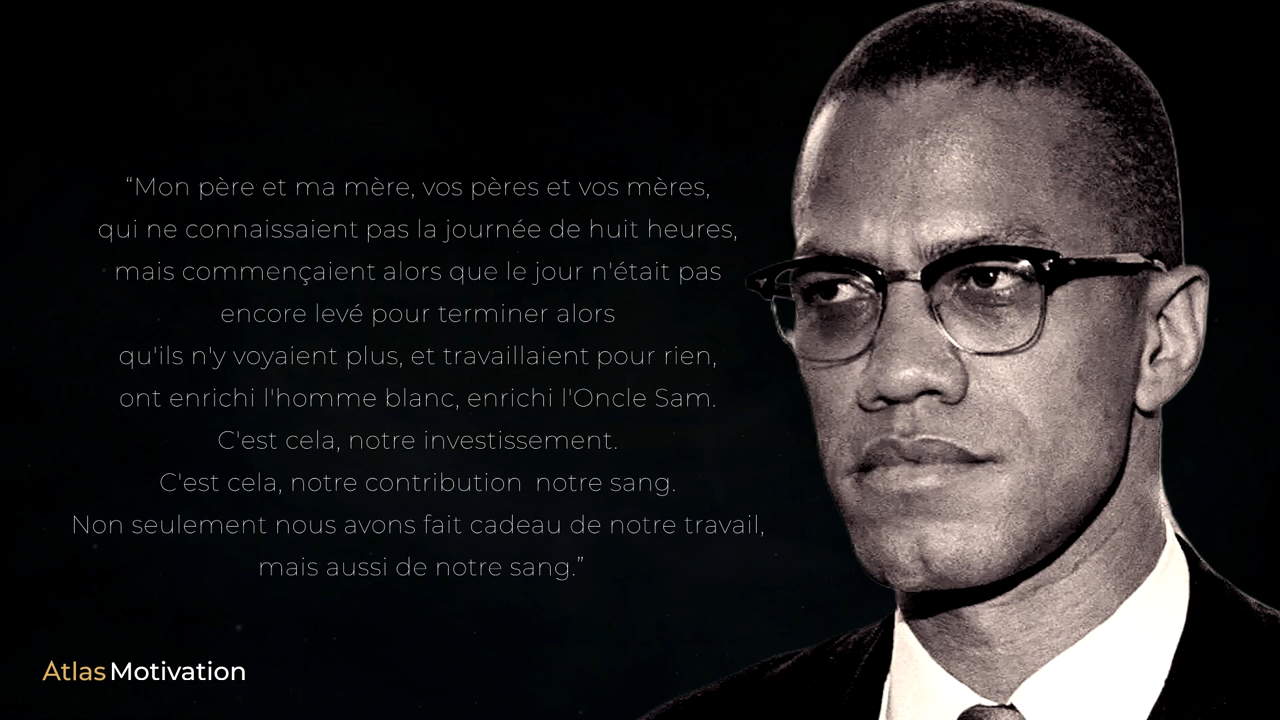 “Mon père et ma mère, vos pères et vos mères,
qui ne connaissaient pas la journée de huit heures,
mais commençaient alors que le jour n'était pas
encore levé pour terminer alors
qu'ils n'y voyaient plus, et travaillaient pour rien,
ont enrichi l'homme blanc, enrichi l'Oncle Sam.
C'est cela, notre investissement.
C'est cela, notre contribution  notre sang.
Non seulement nous avons fait cadeau de notre travail,
mais aussi de notre sang.”
Atlas Motivation